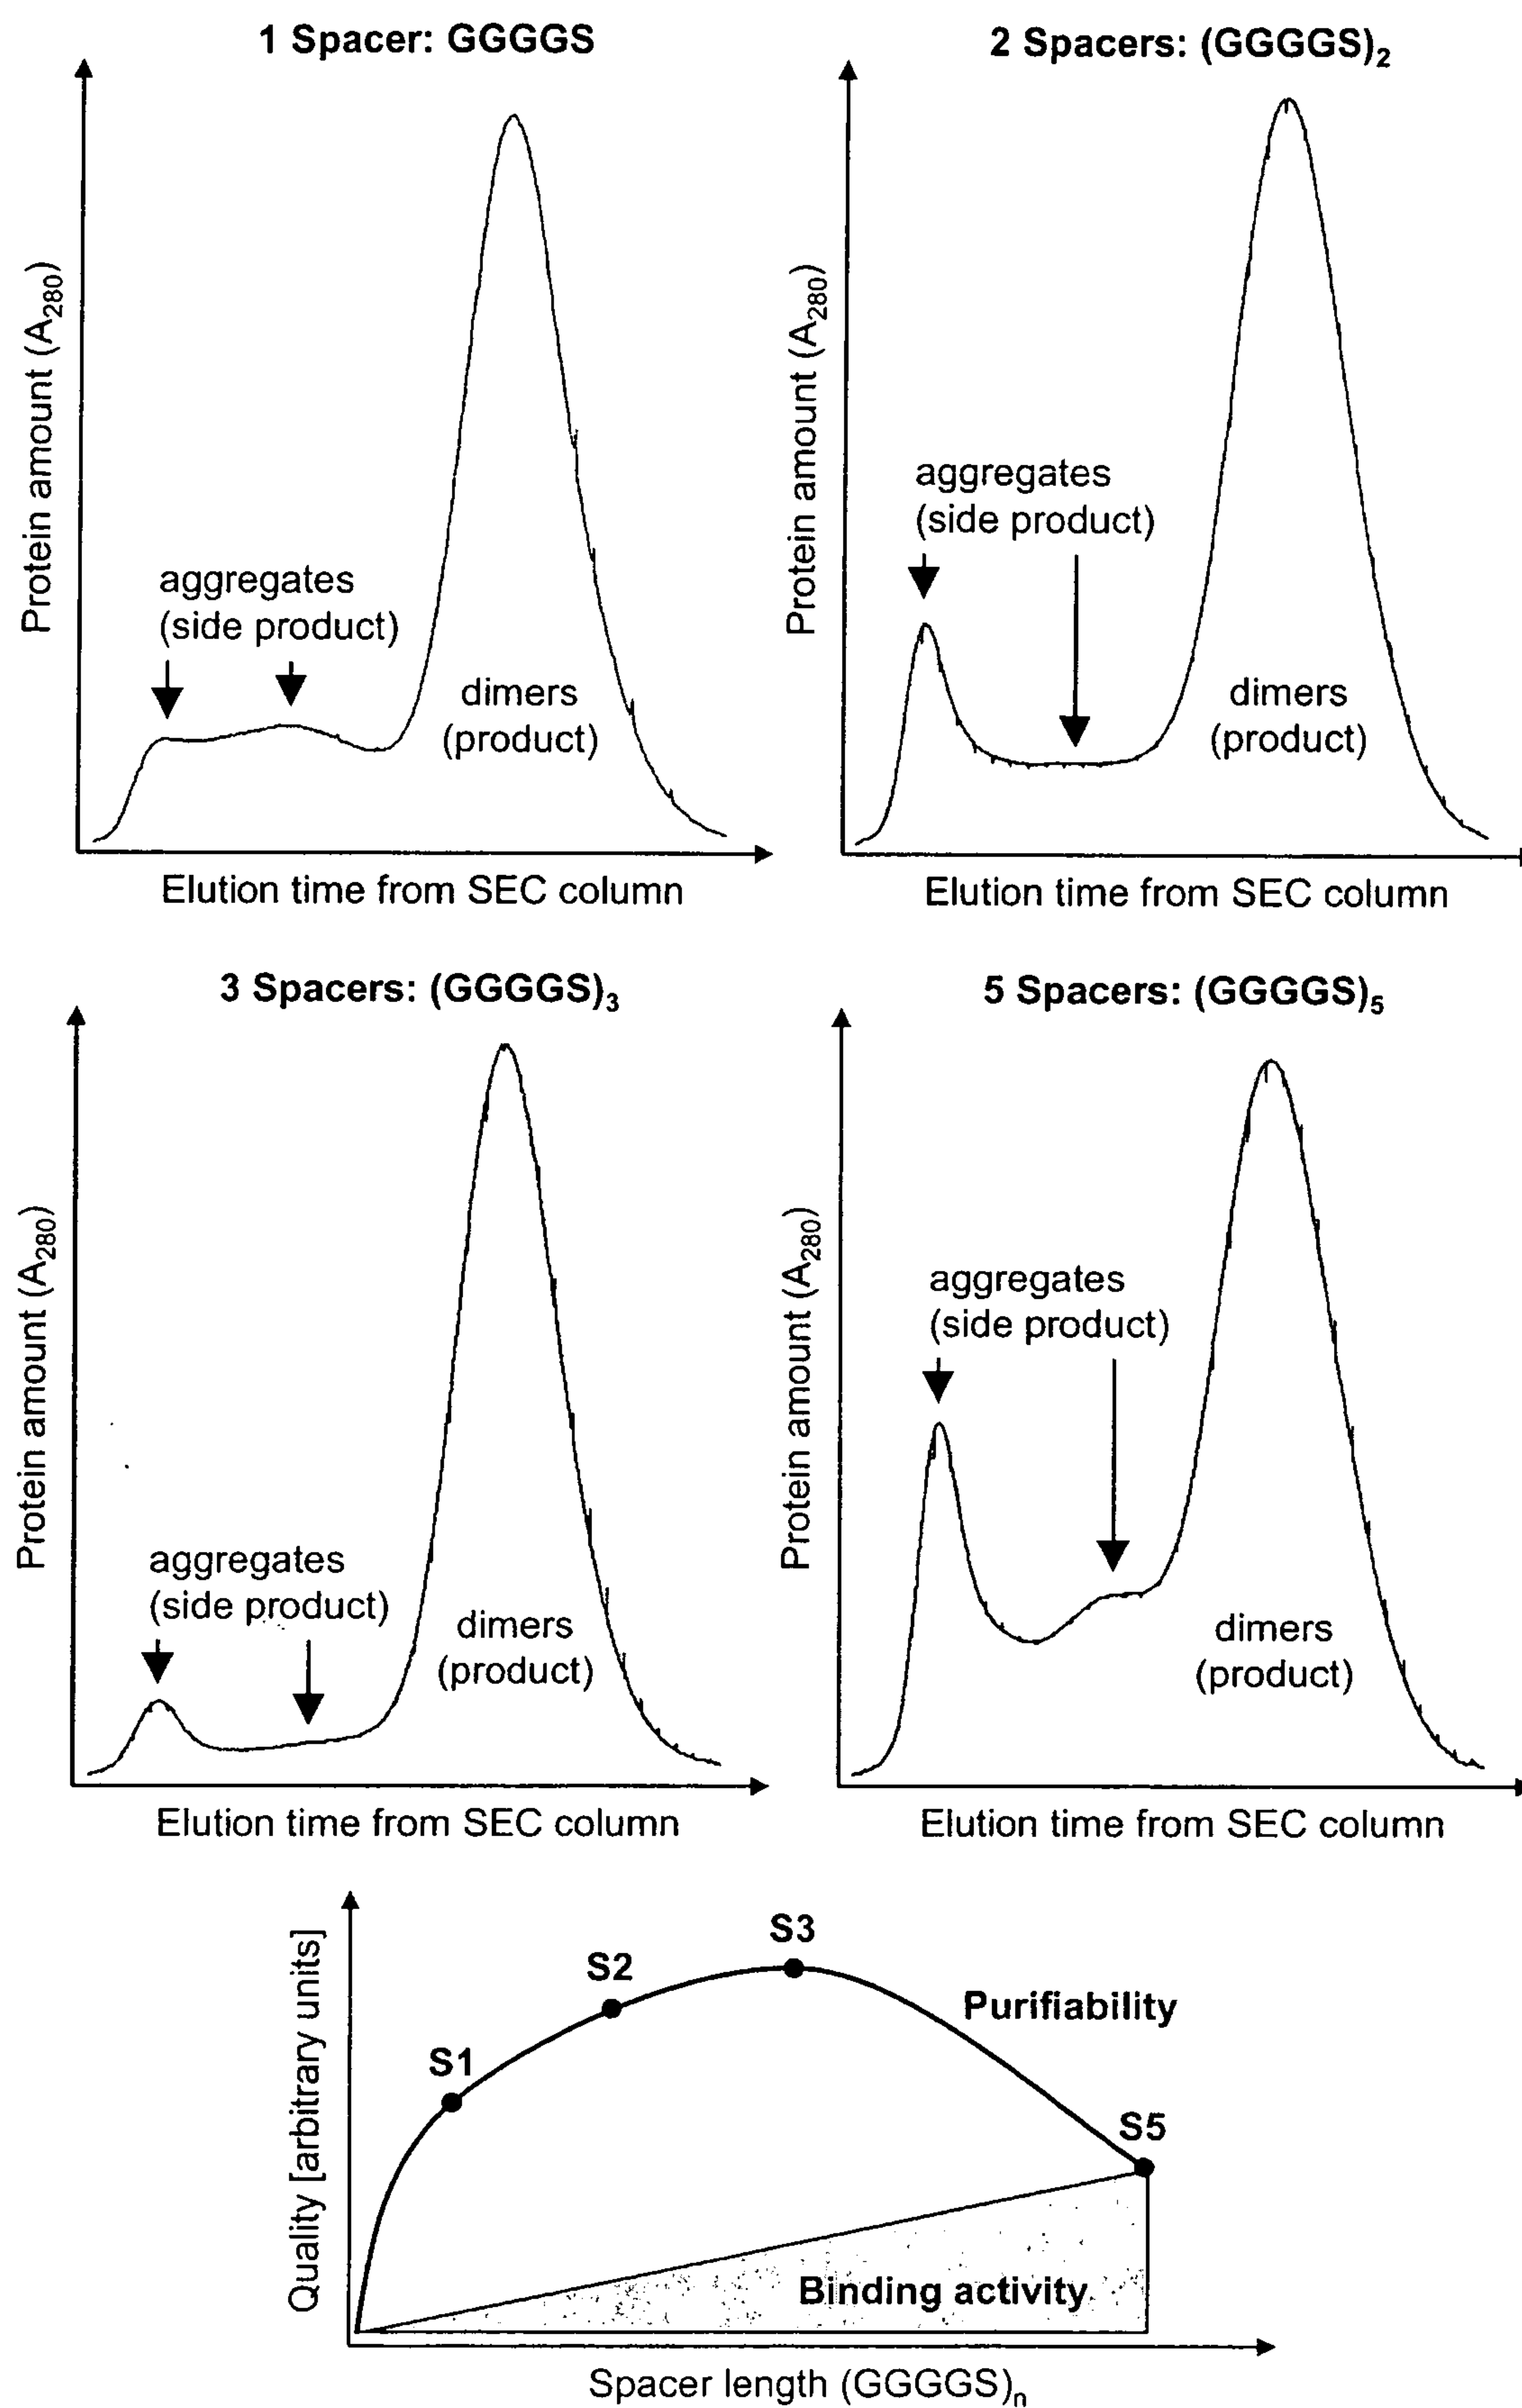 1 Spacer: GGGGS
Protein amount (A280)
aggregates
(side product)
dimers
(product)
Elution time from SEC column
2 Spacers: (GGGGS)2
Protein amount (A280)
aggregates
(side product)
dimers
(product)
Elution time from SEC column
3 Spacers: (GGGGS)3
Protein amount (A280)
aggregates
(side product)
dimers
(product)
Elution time from SEC column
5 Spacers: (GGGGS)5
Protein amount (A280)
aggregates
(side product)
dimers
(product)
Elution time from SEC column
Quality [arbitrary units]
S1
S2
S3
Purifiability
S5
Binding activity
Spacer length (GGGGS)n